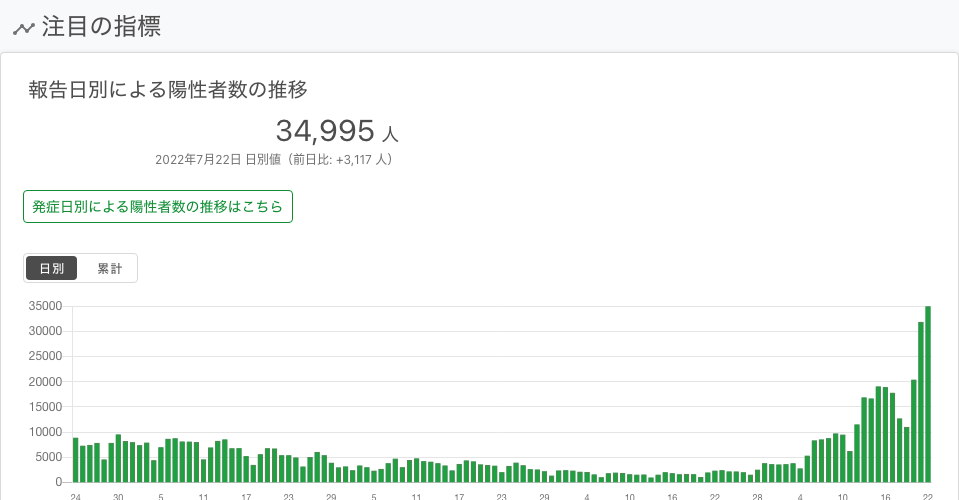 注目の指標
報告日別による陽性者数の推移
34,995 人
2022年7月22日 日別値（前日比: +3,117 人）
発症日別による陽性者数の推移はこちら
日別 累計
35000
30000
25000
20000
15000
10000
5000
0
24 30 5 11 17 23 29 5 11 17 23 29 4 10 16 22 28 4 10 16 22